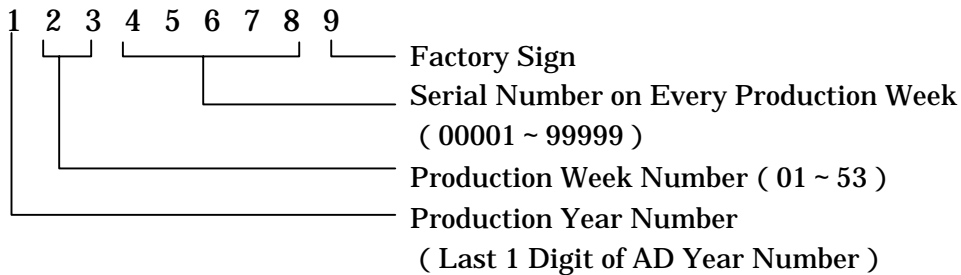 1 2 3 4 5 6 7 8 9
Factory Sign
Serial Number on Every Production Week
( 00001 ~ 99999 )
Production Week Number ( 01 ~ 53 )
Production Year Number
( Last 1 Digit of AD Year Number )